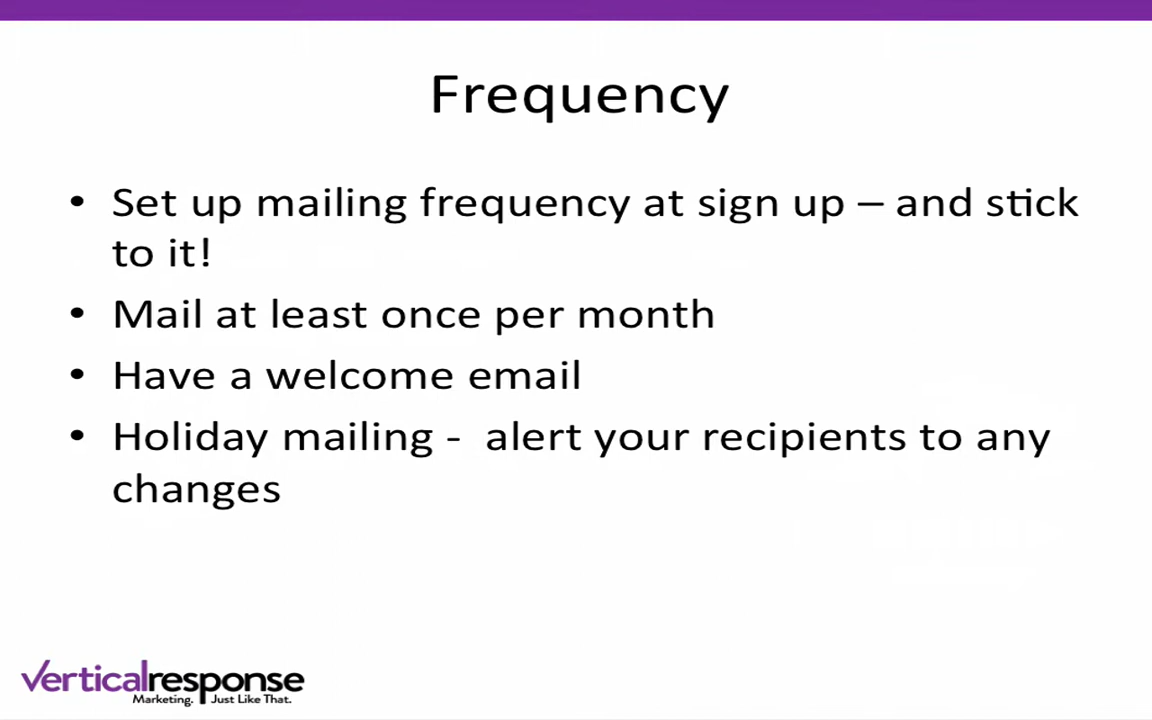 Frequency
• Set up mailing frequency at sign up – and stick
to it!
• Mail at least once per month
• Have a welcome email
• Holiday mailing -  alert your recipients to any
changes
verticalresponse
Marketing. Just Like That.